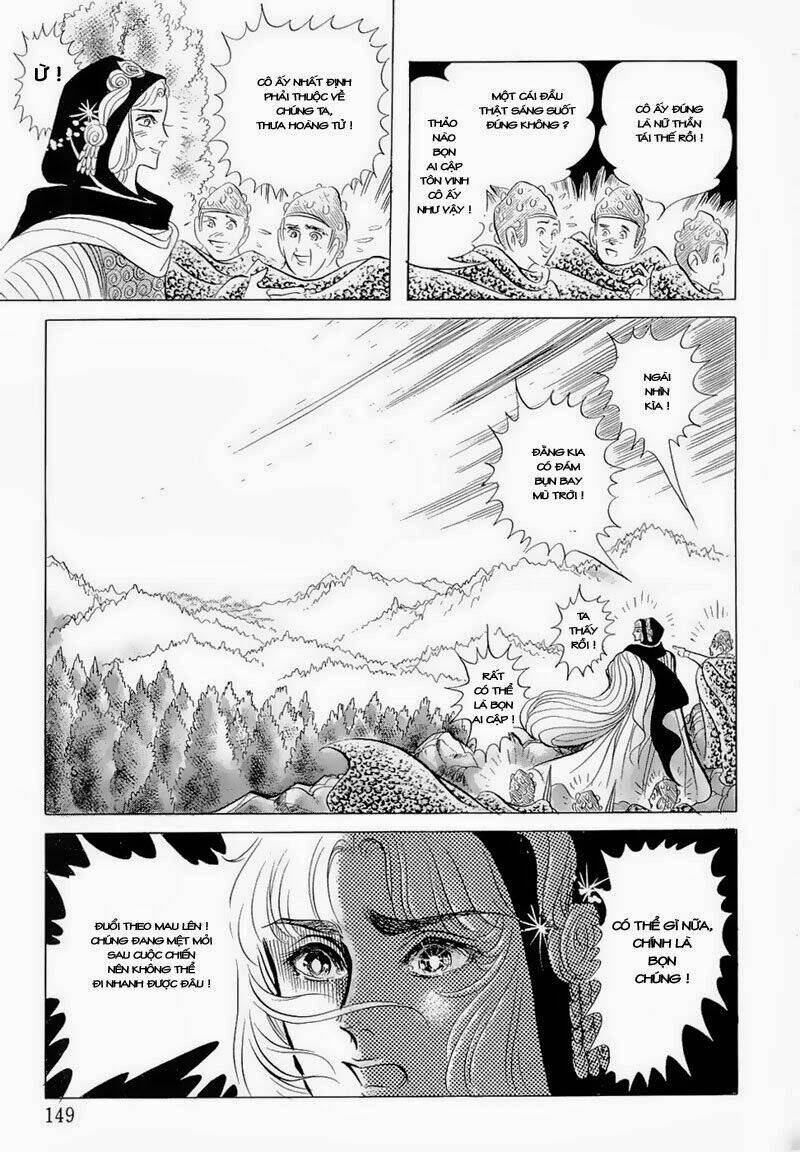 CÔ ẤY ĐÚNG
LÀ NỮ THẦN
TÁI THẾ RỒI !
MỘT CÁI ĐẦU
THẬT SÁNG SUỐT
ĐÚNG KHÔNG ?
THẢO
NÀO
BỌN
AI CẬP
TÔN VINH
CÔ ẤY
NHƯ VẬY !
CÔ ẤY NHẤT ĐỊNH
PHẢI THUỘC VỀ
CHÚNG TA,
THƯA HOÀNG TỬ !
Ừ !
NGÀI
NHÌN
KÌA !
ĐẰNG KIA
CÓ ĐÁM
BỤN BAY
MÙ TRỜI !
TA
THẤY
RỒI !
RẤT
CÓ THỂ
LÀ BỌN
AI CẬP !
CÓ THỂ GÌ NỮA,
CHÍNH LÀ
BỌN
CHÚNG !
ĐUỔI THEO MAU LÊN !
CHÚNG ĐANG MỆT MỎI
SAU CUỘC CHIẾN
NÊN KHÔNG THỂ
ĐI NHANH ĐƯỢC ĐÂU !
149